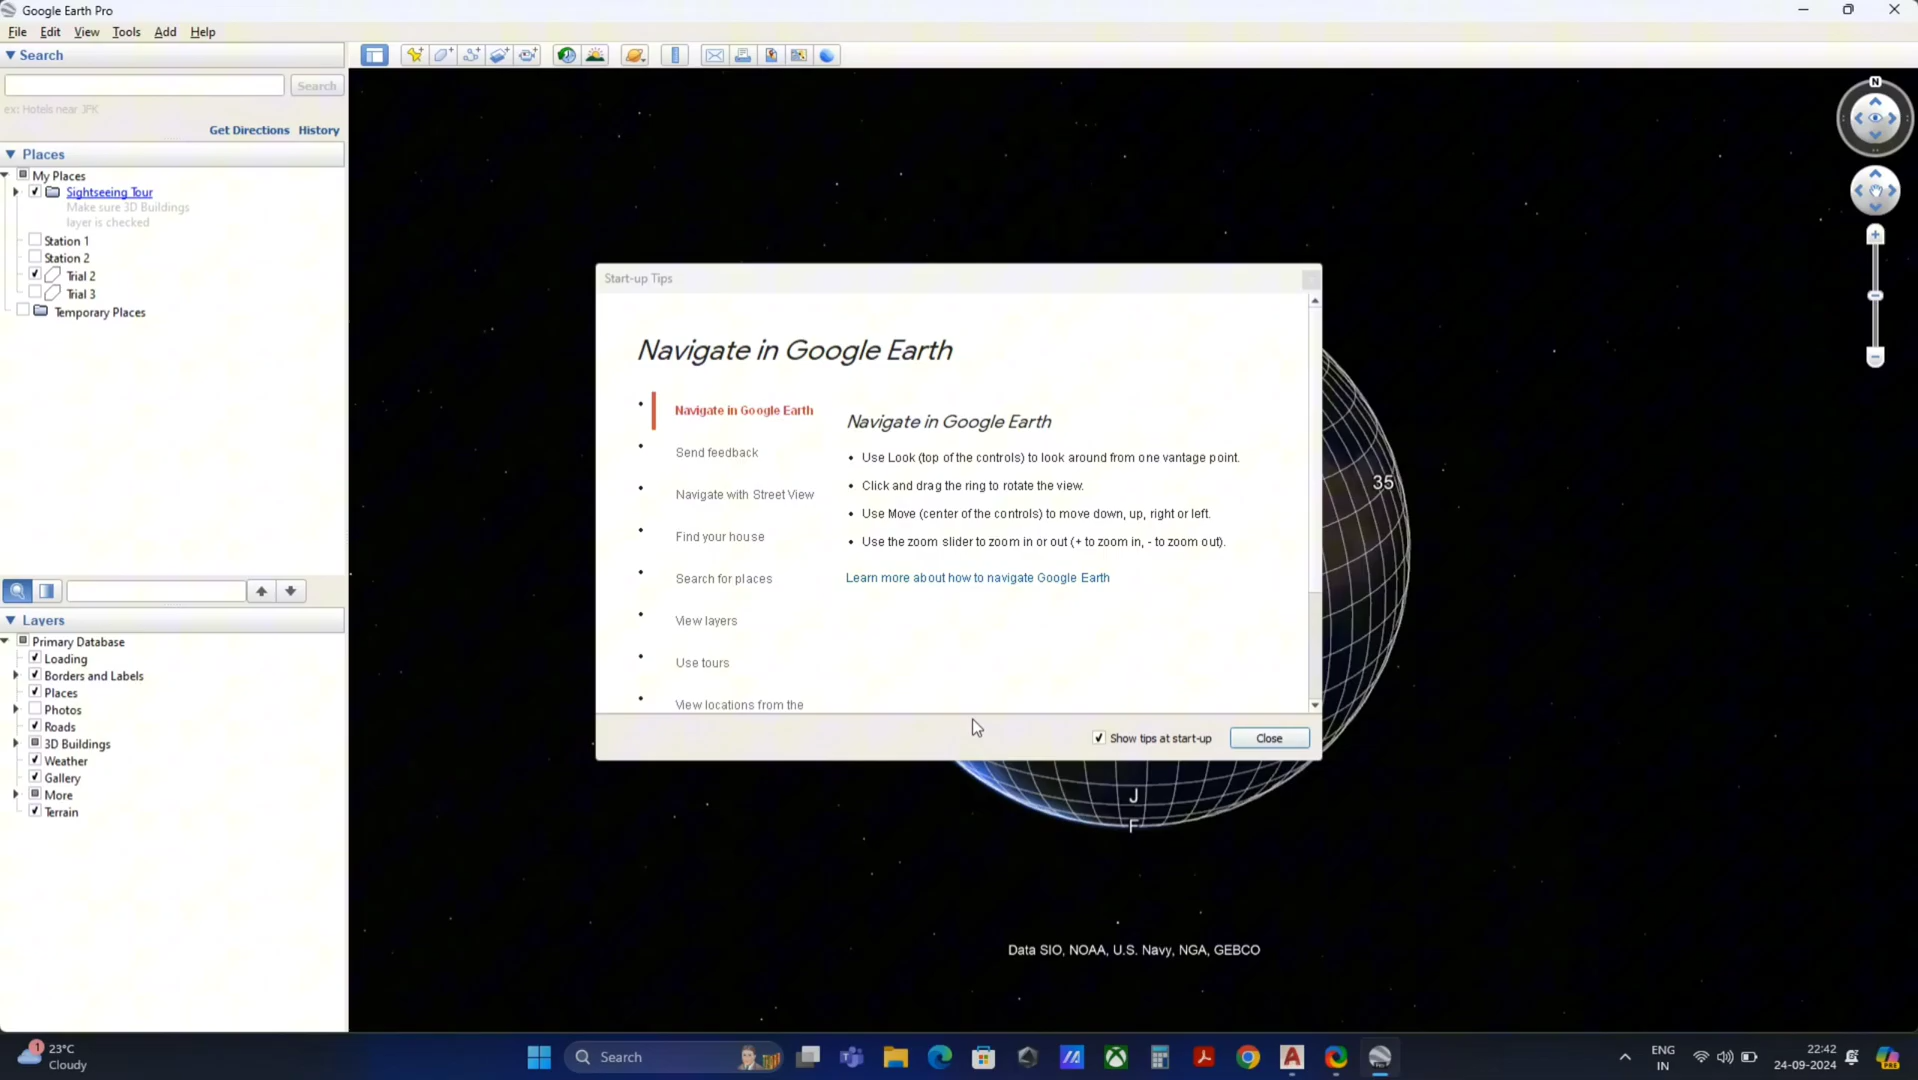 Google Earth Pro
File Edit View Tools Add Help
Search
Search
ex: Hotels near JFK
Get Directions History
Places
My Places
Sightseeing Tour
Make sure 3D Buildings
layer is checked
Station 1
Station 2
Trial 2
Trial 3
Temporary Places
Layers
Primary Database
Loading
Borders and Labels
Places
Photos
Roads
3D Buildings
Weather
Gallery
More
Terrain
N
Start-up Tips
Navigate in Google Earth
Navigate in Google Earth
Send feedback
Navigate with Street View
Find your house
Search for places
View layers
Use tours
View locations from the
Navigate in Google Earth
Use Look (top of the controls) to look around from one vantage point.
Click and drag the ring to rotate the view.
Use Move (center of the controls) to move down, up, right or left.
Use the zoom slider to zoom in or out (+ to zoom in, - to zoom out).
Learn more about how to navigate Google Earth
Show tips at start-up Close
35
J
F
Data SIO, NOAA, U.S. Navy, NGA, GEBCO
1
23°C
Cloudy
Search
ENG
IN
22:42
24-09-2024